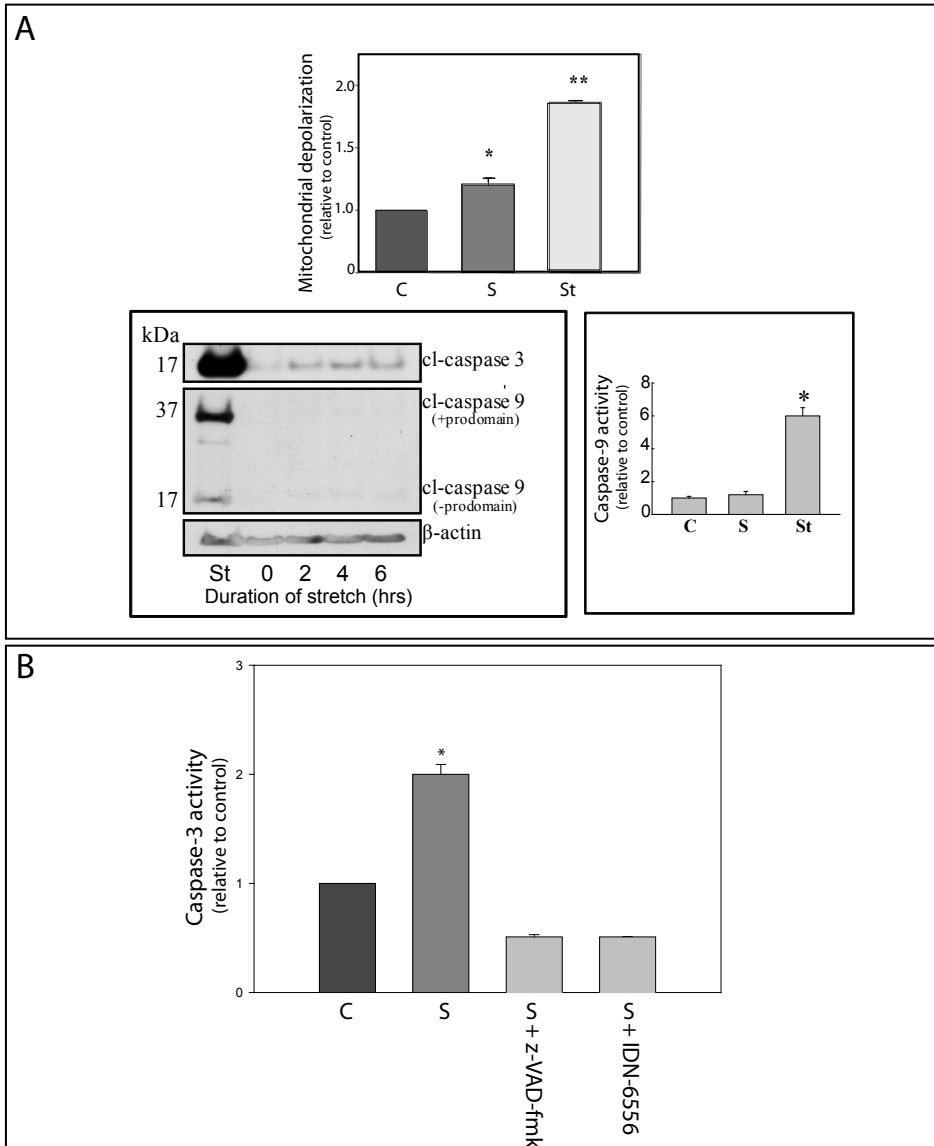 A
Mitochondrial depolarization
(relative to control)
2.0
1.5
1.0
0
*
**
C S St
kDa
17
cl-caspase 3
37
cl-caspase 9
(+prodomain)
17
cl-caspase 9
(-prodomain)
β-actin
St 0 2 4 6
Duration of stretch (hrs)
Caspase-9 activity
(relative to control)
8
6
4
2
0
*
C S St
B
Caspase-3 activity
(relative to control)
3
2
1
0
*
C
S
S + z-VAD-fmk
S + IDN-6556